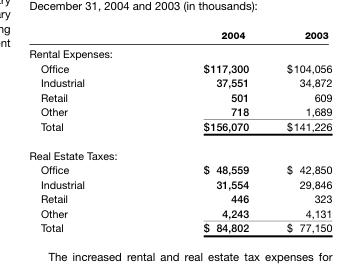 ry
ary
ng
ent
December 31, 2004 and 2003 (in thousands):
2004 2003
Rental Expenses:
Office $117,300 $104,056
Industrial 37,551 34,872
Retail 501 609
Other 718 1,689
Total $156,070 $141,226
Real Estate Taxes:
Office $ 48,559 $ 42,850
Industrial 31,554 29,846
Retail 446 323
Other 4,243 4,131
Total $ 84,802 $ 77,150
The increased rental and real estate tax expenses for